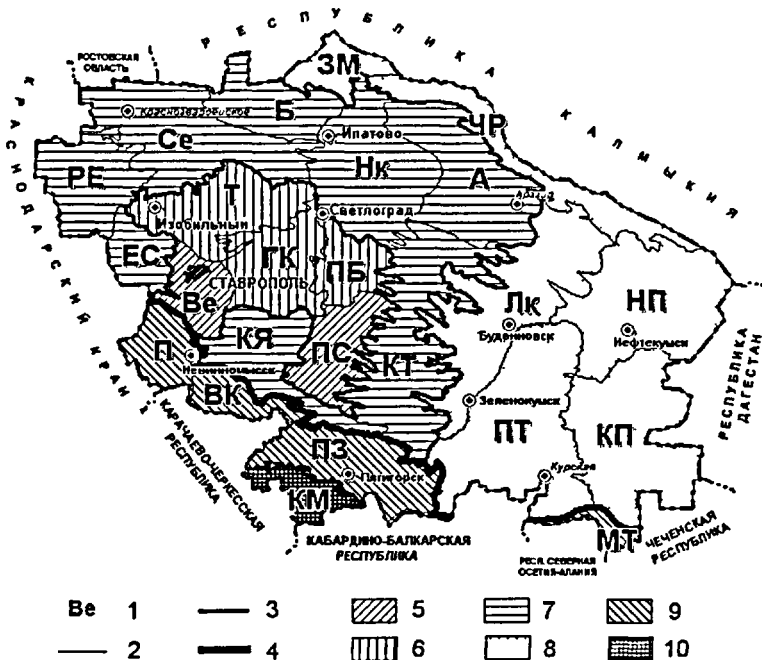 РЕСПУБЛИКА КАЛМЫКИЯ
РОСТОВСКАЯ
ОБЛАСТЬ
КРАСНОДАРСКИЙ КРАЙ
ЗМ
Б
Красногвардейское
Се
Ипатово
ЧР
РЕ
Нк
А
Т
Изобильный
Светлоград
ЕС
ГК
ПБ
СТАВРОПОЛЬ
Ве
Лк
НП
КЯ
ПС
КТ
Буденновск
Нефтекумск
П
Невинномысск
ВК
Зеленокумск
ПТ
КП
РЕСПУБЛИКА
ДАГЕСТАН
КАРАЧАЕВО-ЧЕРКЕССКАЯ
РЕСПУБЛИКА
ПЗ
Пятигорск
Курская
КМ
МТ
ЧЕЧЕНСКАЯ
РЕСПУБЛИКА
КАБАРДИНО-БАЛКАРСКАЯ
РЕСПУБЛИКА
РЕСП. СЕВЕРНАЯ
ОСЕТИЯ-АЛАНИЯ
Ве 1 3 5 7 9
2 4 6 8 10